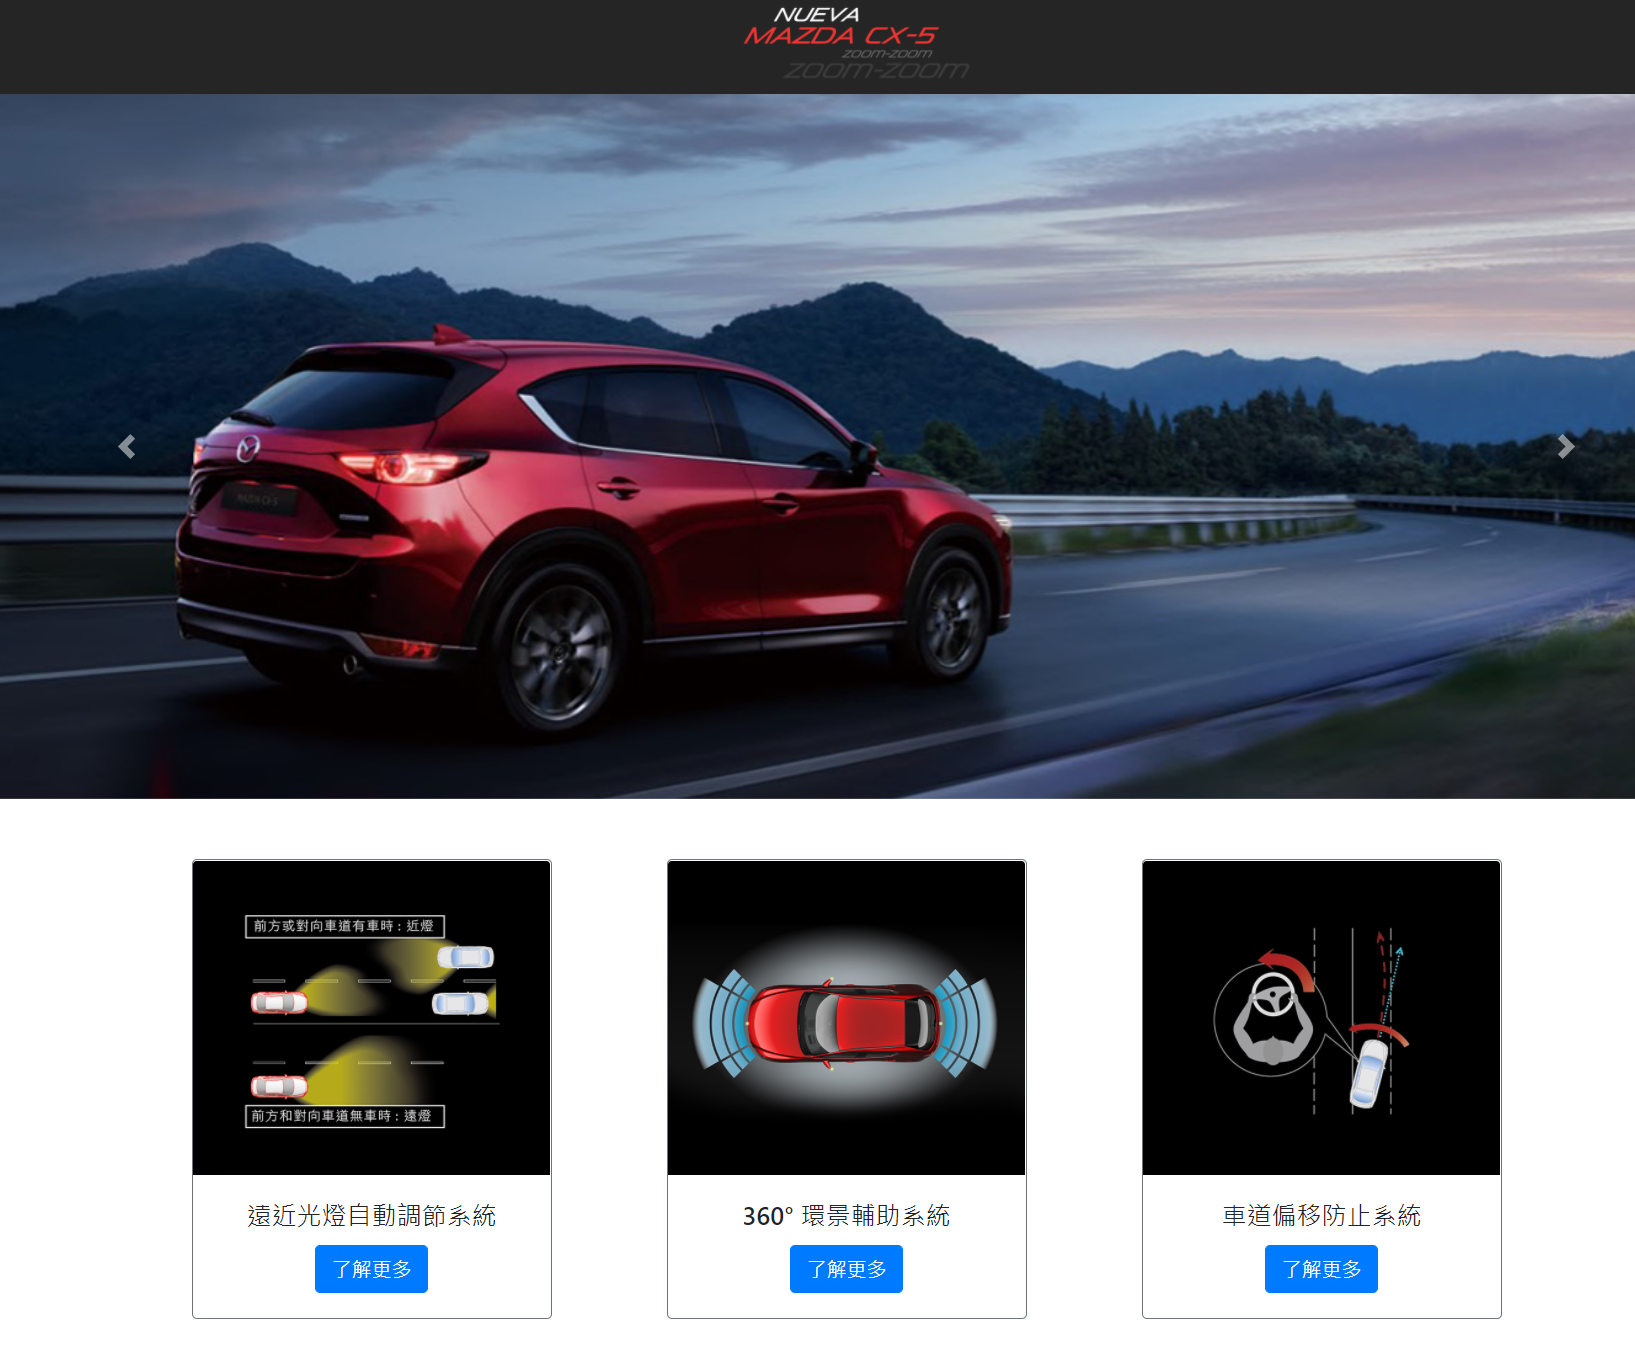 NUEVA
MAZDA CX-5
zoom-zoom
zoom-zoom
MAZDA CX-5
前方或對向車道有車時：近燈
前方和對向車道無車時：遠燈
遠近光燈自動調節系統
了解更多
360° 環景輔助系統
了解更多
車道偏移防止系統
了解更多